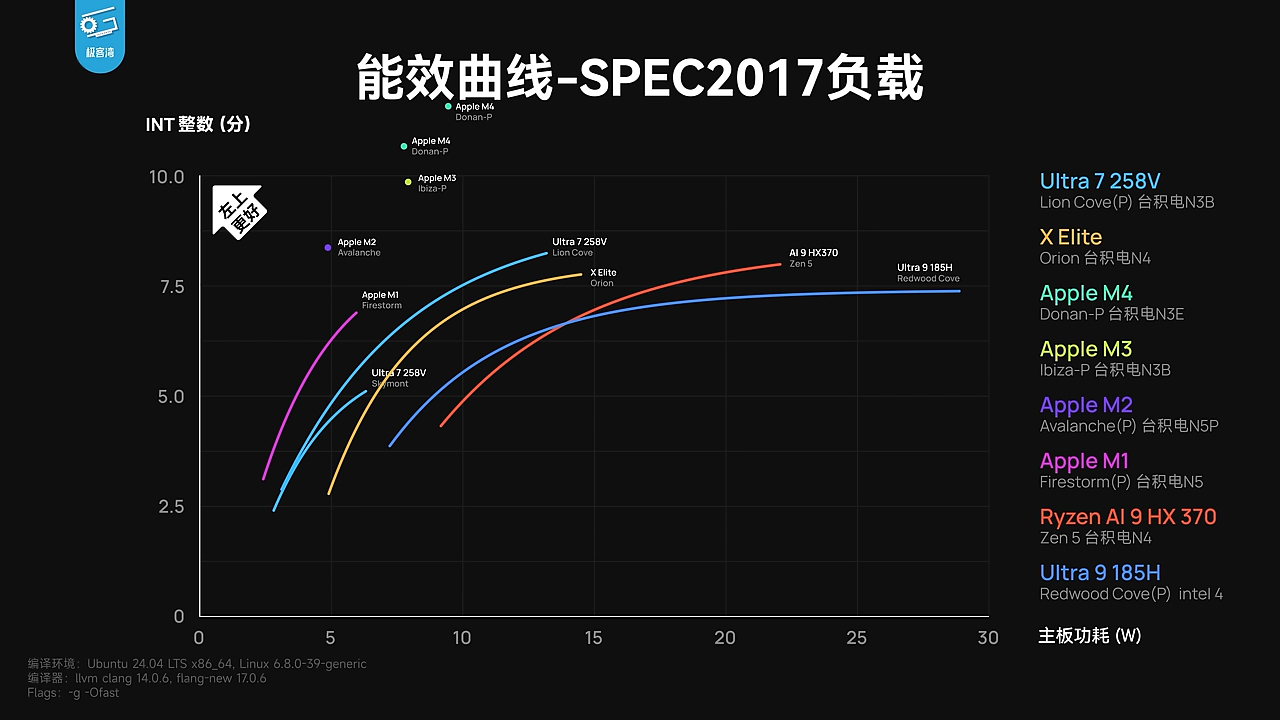 极客湾
能效曲线-SPEC2017负载
INT 整数 (分)
Apple M4
Donan-P
Apple M4
Donan-P
Apple M3
Ibiza-P
10.0
左上
更好
Apple M2
Avalanche
Ultra 7 258V
Lion Cove
X Elite
Orion
AI 9 HX370
Zen 5
Ultra 9 185H
Redwood Cove
7.5
Apple M1
Firestorm
Ultra 7 258V
Skymont
5.0
2.5
0
0
5
10
15
20
25
30
主板功耗 (W)
Ultra 7 258V
Lion Cove(P) 台积电N3B
X Elite
Orion 台积电N4
Apple M4
Donan-P 台积电N3E
Apple M3
Ibiza-P 台积电N3B
Apple M2
Avalanche(P) 台积电N5P
Apple M1
Firestorm(P) 台积电N5
Ryzen AI 9 HX 370
Zen 5 台积电N4
Ultra 9 185H
Redwood Cove(P) intel 4
编译环境：Ubuntu 24.04 LTS x86_64, Linux 6.8.0-39-generic
编译器：llvm clang 14.0.6, flang-new 17.0.6
Flags：-g -Ofast